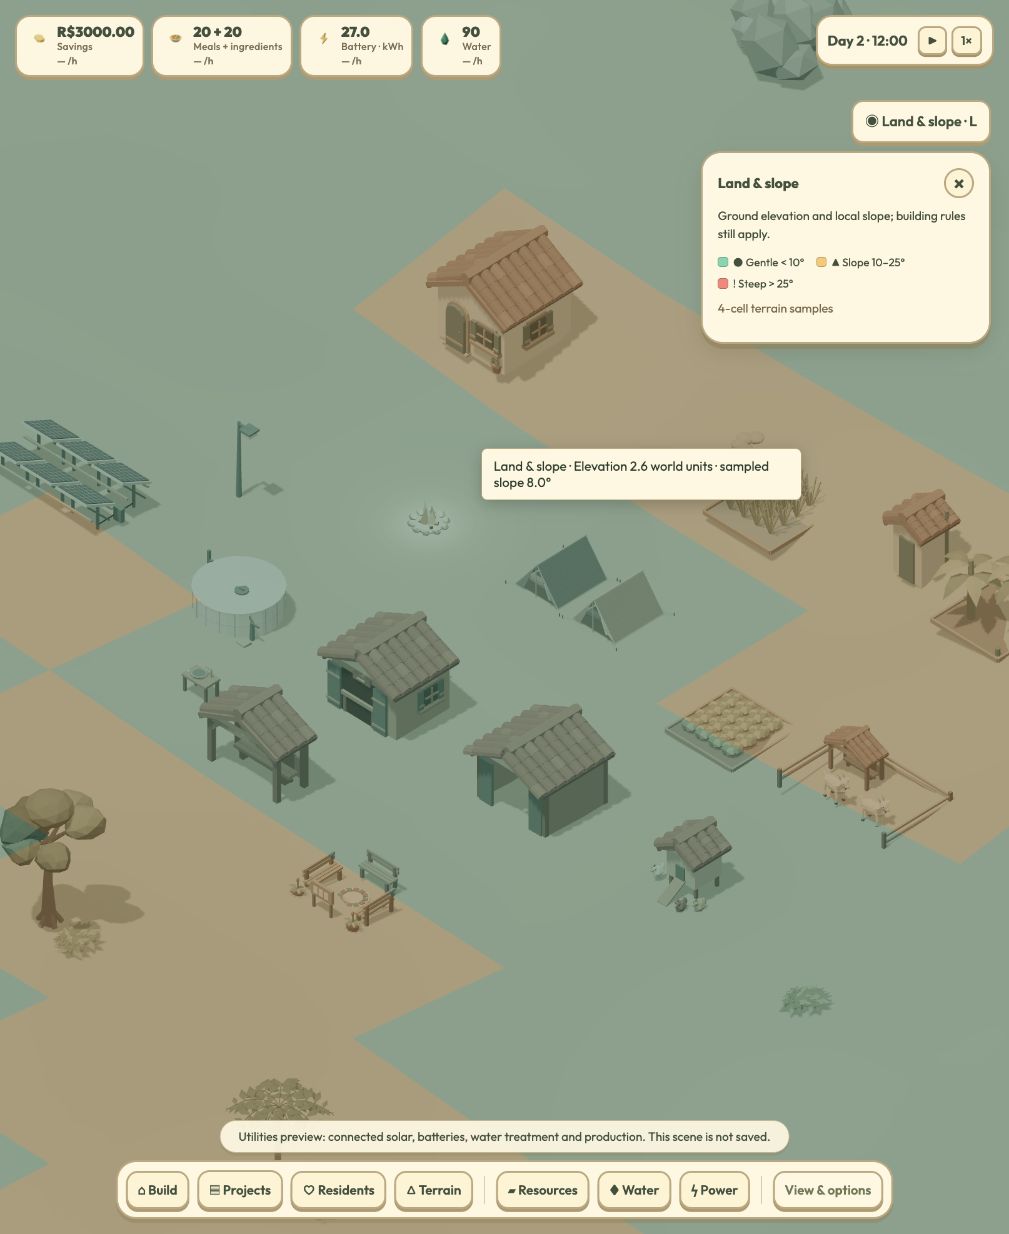 R$3000.00
Savings
— /h
20 + 20
Meals + ingredients
— /h
27.0
Battery · kWh
— /h
90
Water
— /h
Day 2 · 12:00
1×
Land & slope · L
Land & slope
Ground elevation and local slope; building rules
still apply.
Gentle < 10°
Slope 10–25°
! Steep > 25°
4-cell terrain samples
Land & slope · Elevation 2.6 world units · sampled
slope 8.0°
Utilities preview: connected solar, batteries, water treatment and production. This scene is not saved.
Build
Projects
Residents
Terrain
Resources
Water
Power
View & options